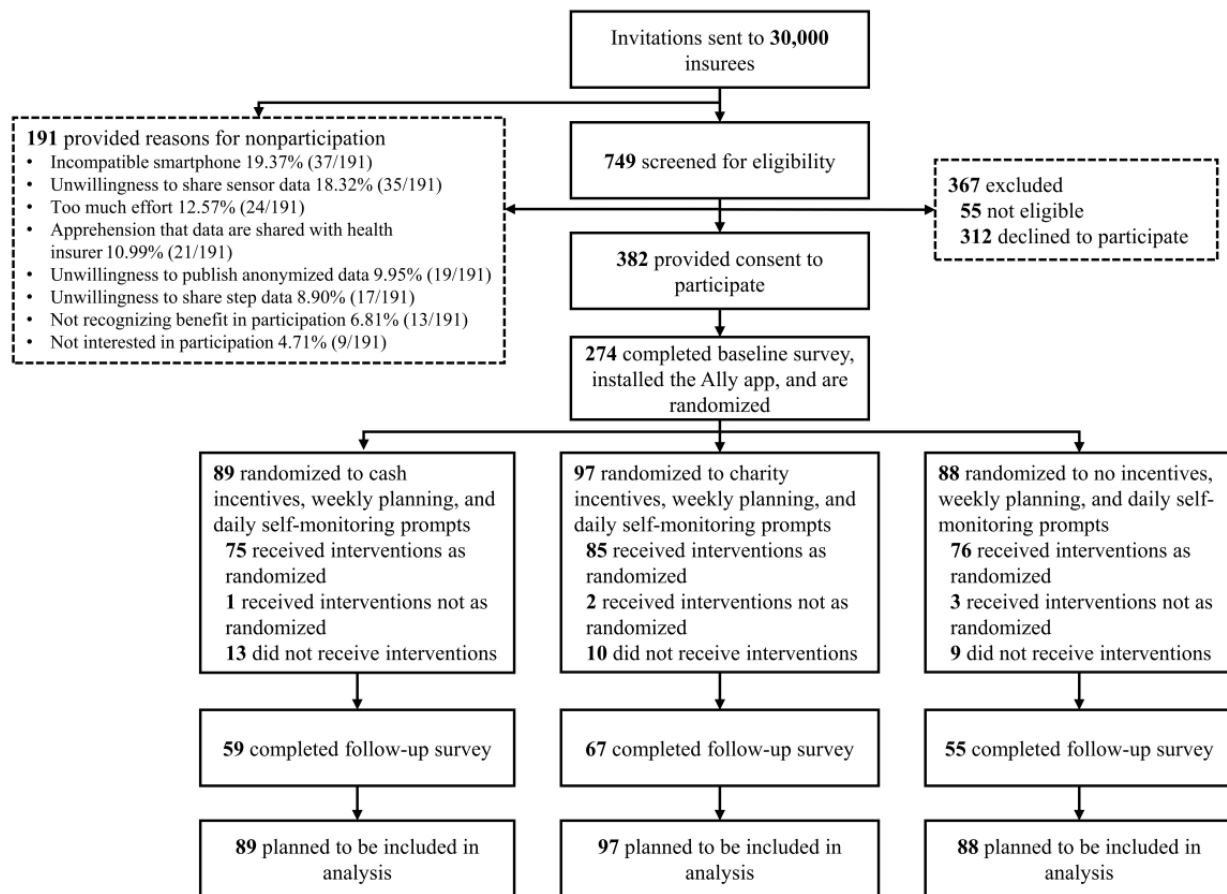 Invitations sent to 30,000
insurees
191 provided reasons for nonparticipation
• Incompatible smartphone 19.37% (37/191)
• Unwillingness to share sensor data 18.32% (35/191)
• Too much effort 12.57% (24/191)
• Apprehension that data are shared with health
insurer 10.99% (21/191)
• Unwillingness to publish anonymized data 9.95% (19/191)
• Unwillingness to share step data 8.90% (17/191)
• Not recognizing benefit in participation 6.81% (13/191)
• Not interested in participation 4.71% (9/191)
749 screened for eligibility
367 excluded
55 not eligible
312 declined to participate
382 provided consent to
participate
274 completed baseline survey,
installed the Ally app, and are
randomized
89 randomized to cash
incentives, weekly planning, and
daily self-monitoring prompts
75 received interventions as
randomized
1 received interventions not as
randomized
13 did not receive interventions
97 randomized to charity
incentives, weekly planning, and
daily self-monitoring prompts
85 received interventions as
randomized
2 received interventions not as
randomized
10 did not receive interventions
88 randomized to no incentives,
weekly planning, and daily self-
monitoring prompts
76 received interventions as
randomized
3 received interventions not as
randomized
9 did not receive interventions
59 completed follow-up survey
67 completed follow-up survey
55 completed follow-up survey
89 planned to be included in
analysis
97 planned to be included in
analysis
88 planned to be included in
analysis